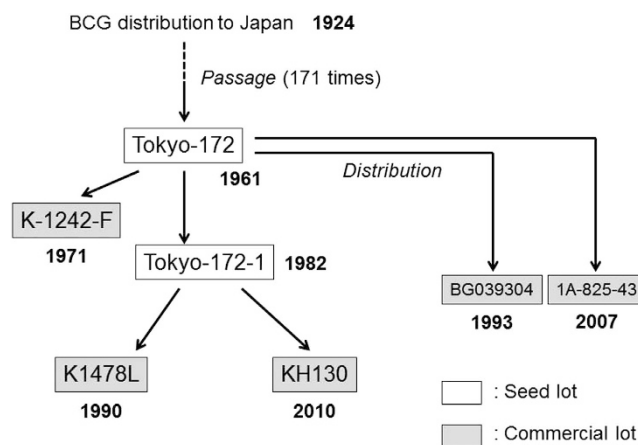 BCG distribution to Japan 1924
Passage (171 times)
Tokyo-172
1961
Distribution
K-1242-F
1971
Tokyo-172-1
1982
BG039304
1A-825-43
1993
2007
K1478L
KH130
1990
2010
: Seed lot
: Commercial lot